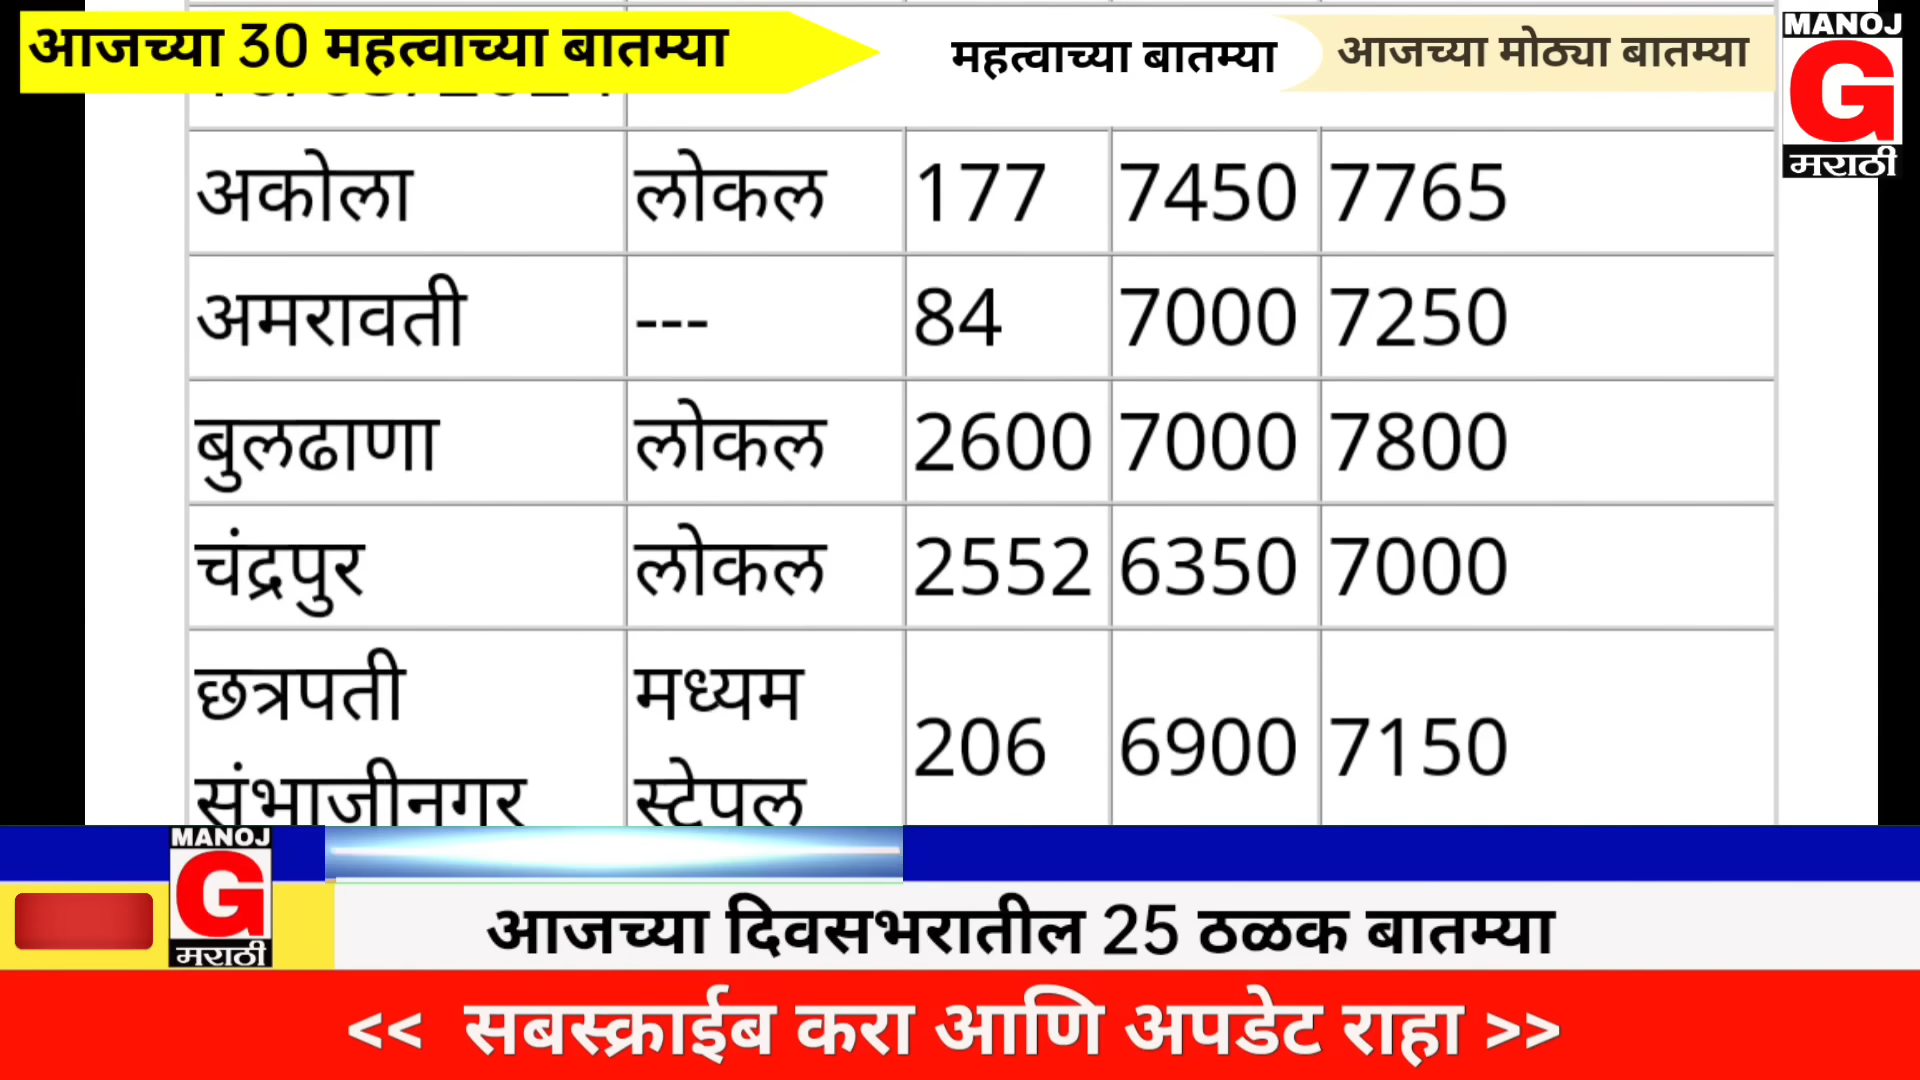 आजच्या 30 महत्वाच्या बातम्या
महत्वाच्या बातम्या
आजच्या मोठ्या बातम्या
MANOJ
G
मराठी
अकोला लोकल 177 7450 7765
अमरावती --- 84 7000 7250
बुलढाणा लोकल 2600 7000 7800
चंद्रपुर लोकल 2552 6350 7000
छत्रपती संभाजीनगर मध्यम स्टेपल 206 6900 7150
MANOJ
G
मराठी
आजच्या दिवसभरातील 25 ठळक बातम्या
<< सबस्क्राईब करा आणि अपडेट राहा >>